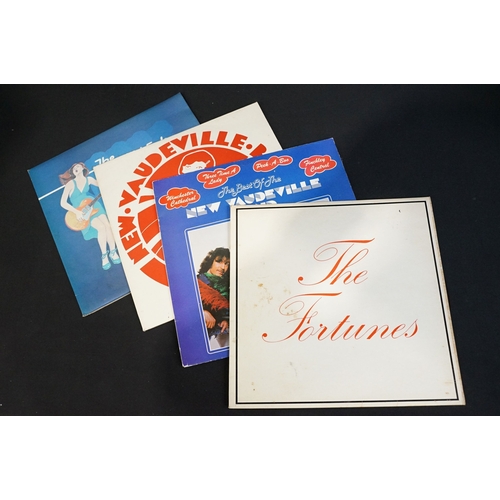 NEW·VAUDEVILLE·
Winchester
Cathedral
Three Times A
Lady
Peek-A-Boo
Finchley
Central
The Best Of The
NEW VAUDEVILLE
The
Fortunes